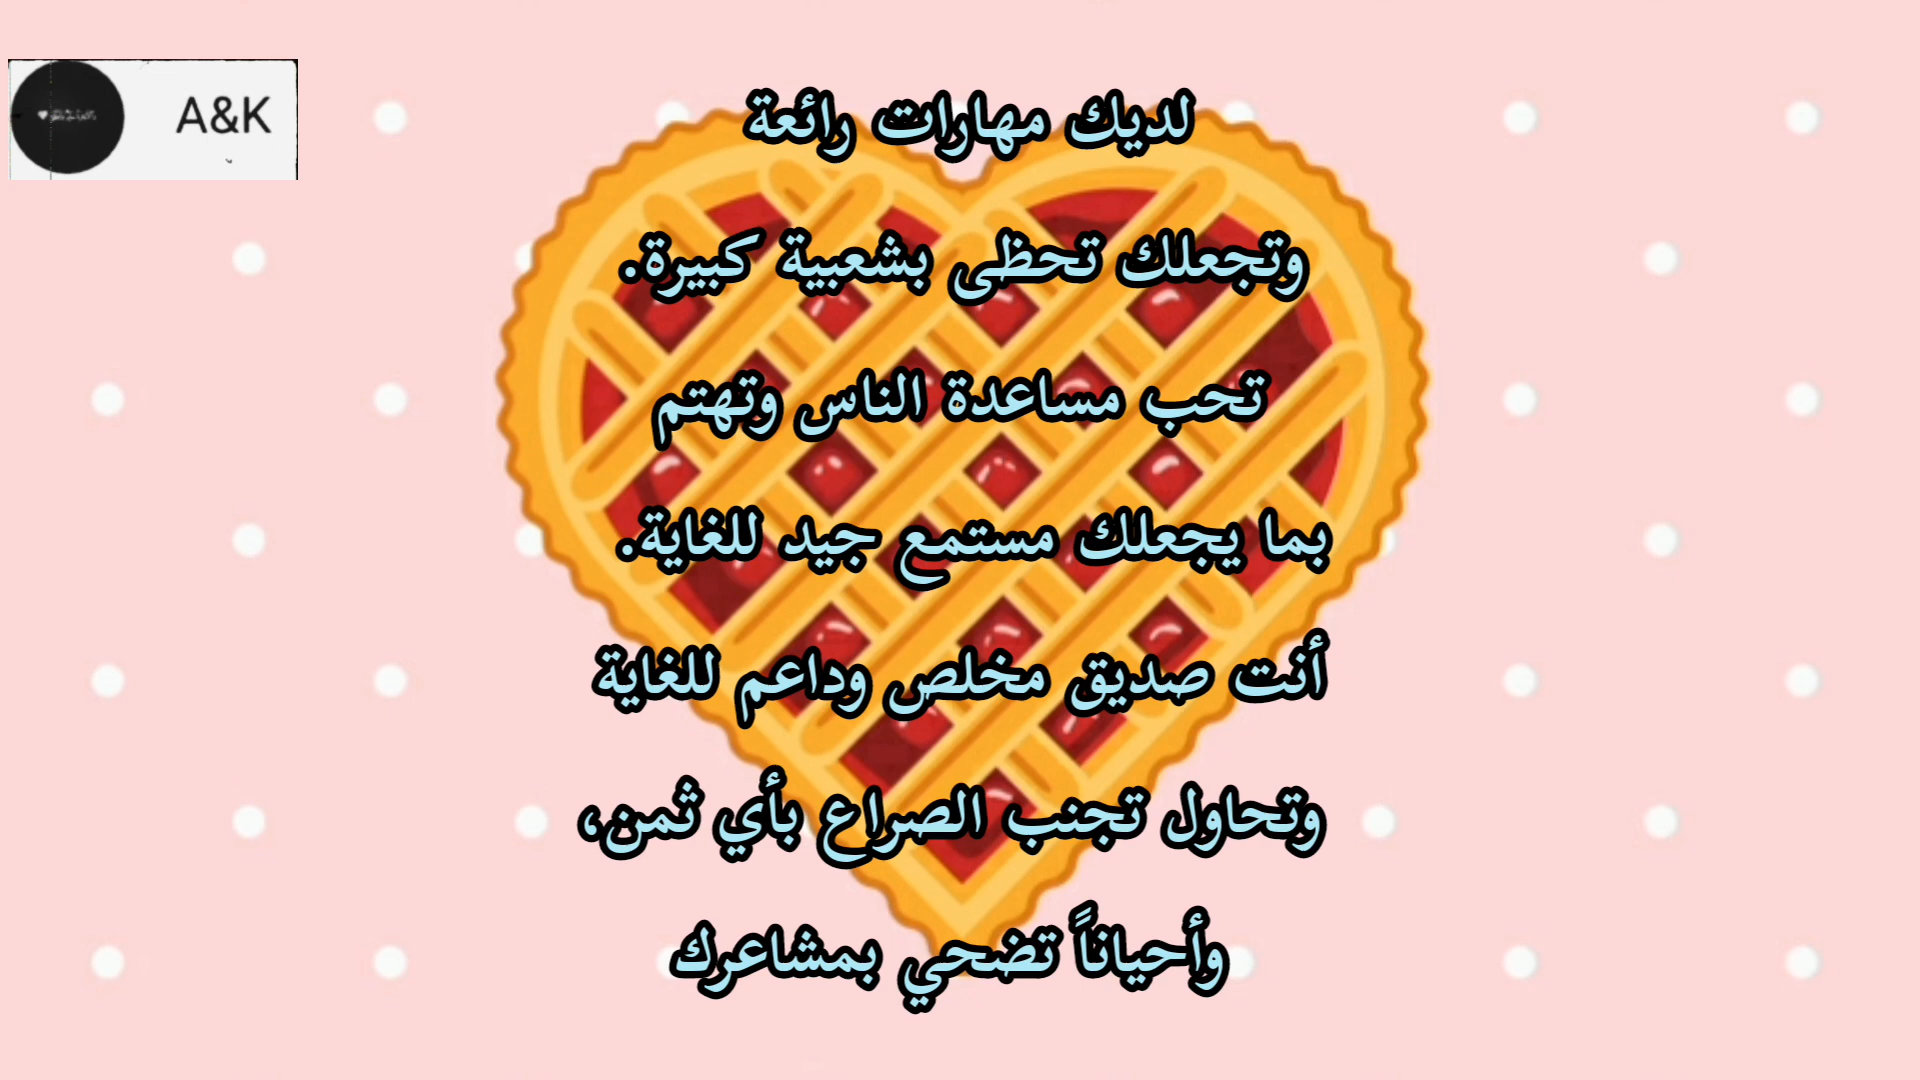 A&K
لديك مهارات رائعة
وتجعلك تحظى بشعبية كبيرة.
تحب مساعدة الناس وتهتم
بما يجعلك مستمع جيد للغاية.
أنت صديق مخلص وداعم للغاية
وتحاول تجنب الصراع بأي ثمن،
وأحياناً تضحي بمشاعرك